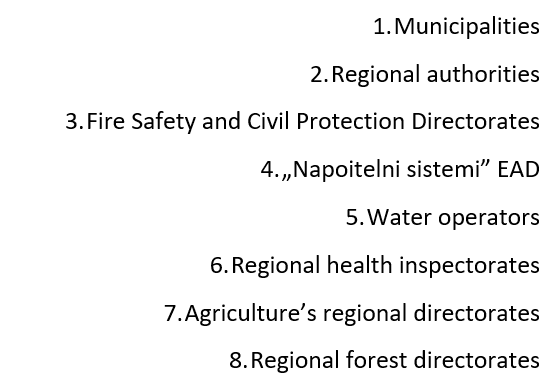 1.Municipalities
2.Regional authorities
3.Fire Safety and Civil Protection Directorates
4.„Napoitelni sistemi” EAD
5.Water operators
6.Regional health inspectorates
7.Agriculture’s regional directorates
8.Regional forest directorates